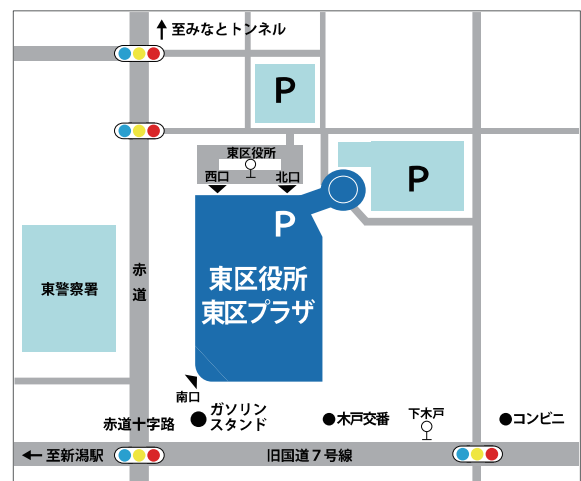 至みなとトンネル
P
東区役所
西口
北口
P
P
東区役所
東区プラザ
東警察署
赤道
南口
ガソリン
スタンド
木戸交番
下木戸
コンビニ
赤道十字路
至新潟駅
旧国道7号線